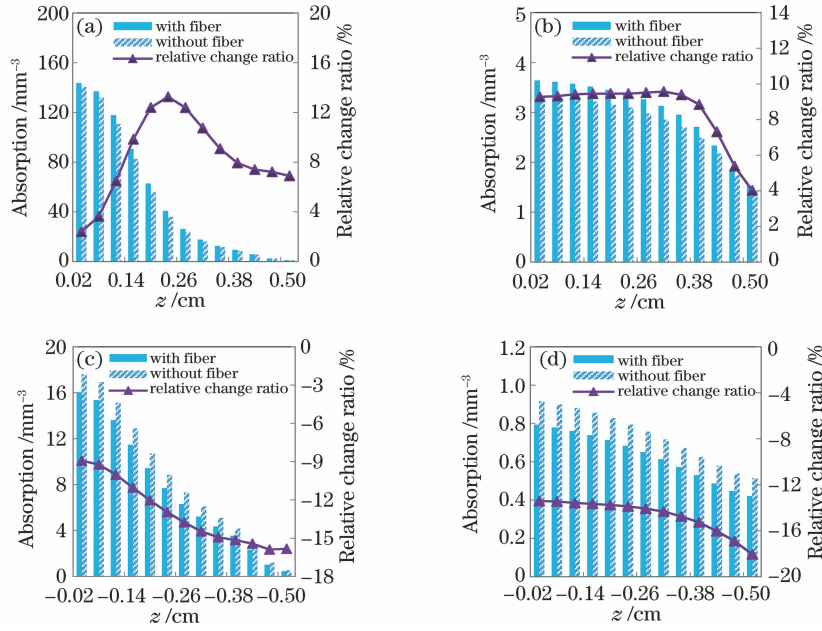 (a)
with fiber
without fiber
relative change ratio
Absorption /mm⁻³
200
160
120
80
40
0
Relative change ratio /%
20
16
12
8
4
0
0.02 0.14 0.26 0.38 0.50
z /cm
(b)
with fiber
without fiber
relative change ratio
Absorption /mm⁻³
5
4
3
2
1
0
Relative change ratio /%
14
12
10
8
6
4
2
0
0.02 0.14 0.26 0.38 0.50
z /cm
(c)
with fiber
without fiber
relative change ratio
Absorption /mm⁻³
20
16
12
8
4
0
Relative change ratio /%
0
−3
−6
−9
−12
−15
−18
−0.02 −0.14 −0.26 −0.38 −0.50
z /cm
(d)
with fiber
without fiber
relative change ratio
Absorption /mm⁻³
1.2
1.0
0.8
0.6
0.4
0.2
0
Relative change ratio /%
0
−4
−8
−12
−16
−20
−0.02 −0.14 −0.26 −0.38 −0.50
z /cm